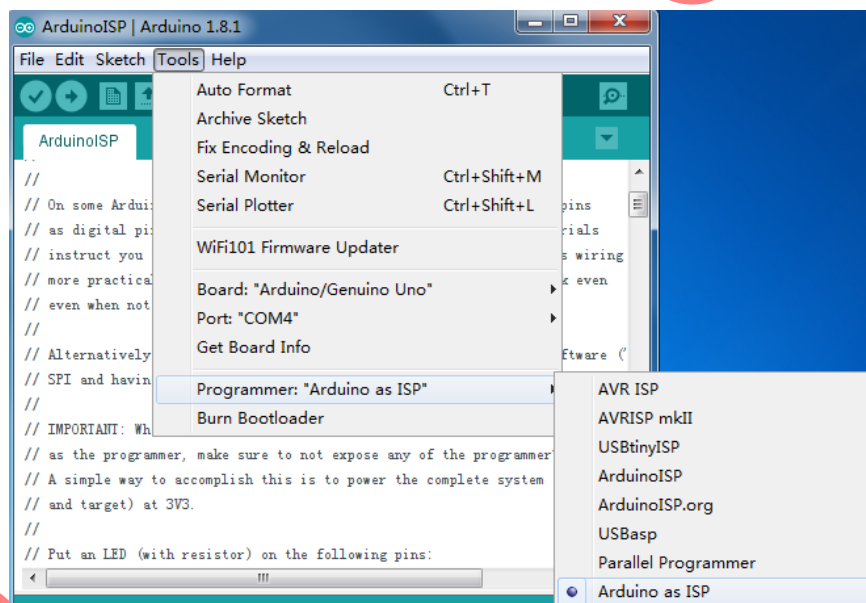 ArduinoISP | Arduino 1.8.1
File Edit Sketch Tools Help
ArduinoISP
Auto Format Ctrl+T
Archive Sketch
Fix Encoding & Reload
Serial Monitor Ctrl+Shift+M
Serial Plotter Ctrl+Shift+L
WiFi101 Firmware Updater
Board: "Arduino/Genuino Uno"
Port: "COM4"
Get Board Info
Programmer: "Arduino as ISP"
Burn Bootloader
AVR ISP
AVRISP mkII
USBtinyISP
ArduinoISP
ArduinoISP.org
USBasp
Parallel Programmer
Arduino as ISP
//
// On some Ardui pins
// as digital pi rials
// instruct you s wiring
// more practica k even
// even when not
//
// Alternatively ftware ("
// SPI and havin
//
// IMPORTANT: Wh
// as the programmer, make sure to not expose any of the programmer'
// A simple way to accomplish this is to power the complete system
// and target) at 3V3.
//
// Put an LED (with resistor) on the following pins: